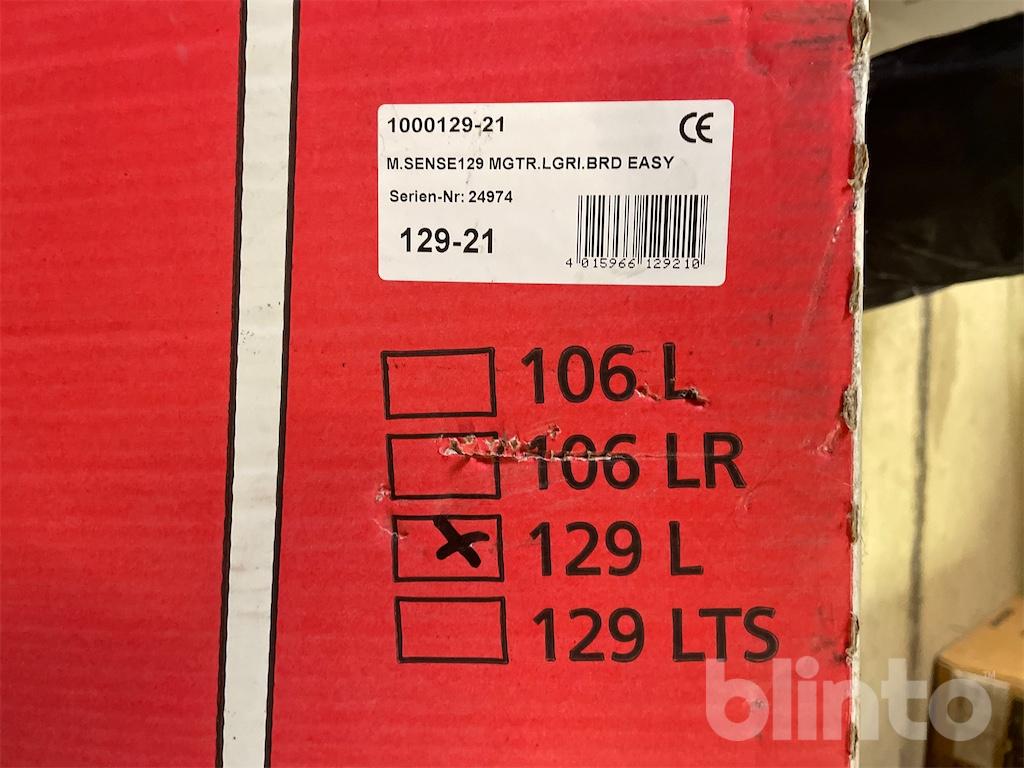 1000129-21
CE
M.SENSE129 MGTR.LGRI.BRD EASY
Serien-Nr: 24974
129-21
4 015966 129210
106 L
106 LR
129 L
129 LTS
blinto™